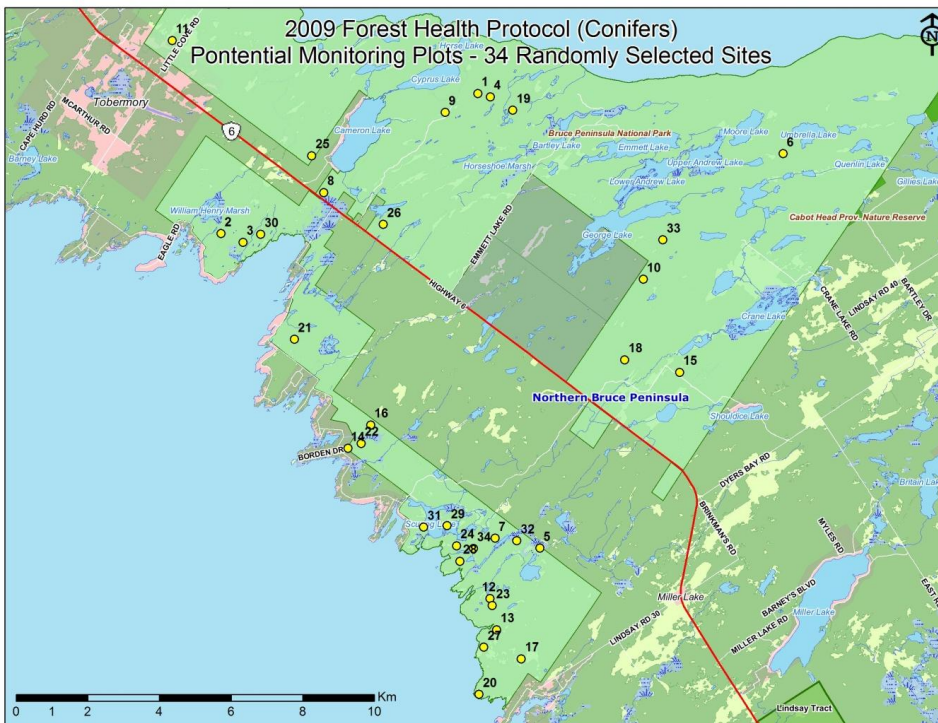 2009 Forest Health Protocol (Conifers)
Pontential Monitoring Plots - 34 Randomly Selected Sites
N
11
LITTLE COVE RD
Horse Lake
Cyprus Lake
1
4
9
19
Tobermory
MCARTHUR RD
CAPE HURD RD
6
Cameron Lake
Bruce Peninsula National Park
Moore Lake
Umbrella Lake
Barney Lake
25
Bartley Lake
Emmett Lake
6
Horseshoe Marsh
Upper Andrew Lake
Quenlin Lake
8
Lower Andrew Lake
Gillies Lake
William Henry Marsh
26
EMMETT LAKE RD
Cabot Head Prov. Nature Reserve
2
3
30
EAGLE RD
George Lake
33
10
HIGHWAY 6
CRANE LAKE RD
LINDSAY RD 40
BARTLEY DR
Crane Lake
21
18
15
Northern Bruce Peninsula
Shouldice Lake
16
22
14
BORDEN DR
DYERS BAY RD
Britain Lake
31
29
7
32
5
24
34
28
BRINKMAN'S RD
MYLES RD
12
23
Miller Lake
BARNEY'S BLVD
Miller Lake
13
LINDSAY RD 30
MILLER LAKE RD
27
17
20
Km
0 1 2 4 6 8 10
Lindsay Tract